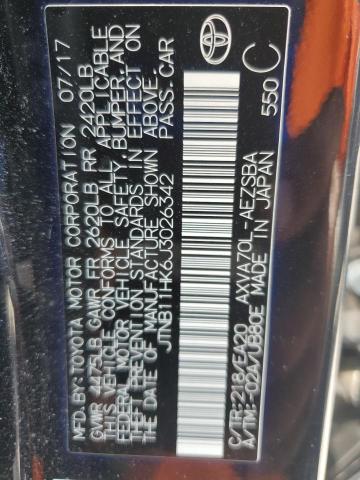 MFD. BY: TOYOTA MOTOR CORPORATION 07/17
GVWR 4475LB GAWR FR 2620LB RR 2420LB
THIS VEHICLE CONFORMS TO ALL APPLICABLE
FEDERAL MOTOR VEHICLE SAFETY, BUMPER, AND
THEFT PREVENTION STANDARDS IN EFFECT ON
THE DATE OF MANUFACTURE SHOWN ABOVE.
JTNB11HK6J3026342 PASS. CAR
C/TR: 218/EA20 AXVA70L-AEZSBA
A/TM: -02A/UB80E MADE IN JAPAN
550 C